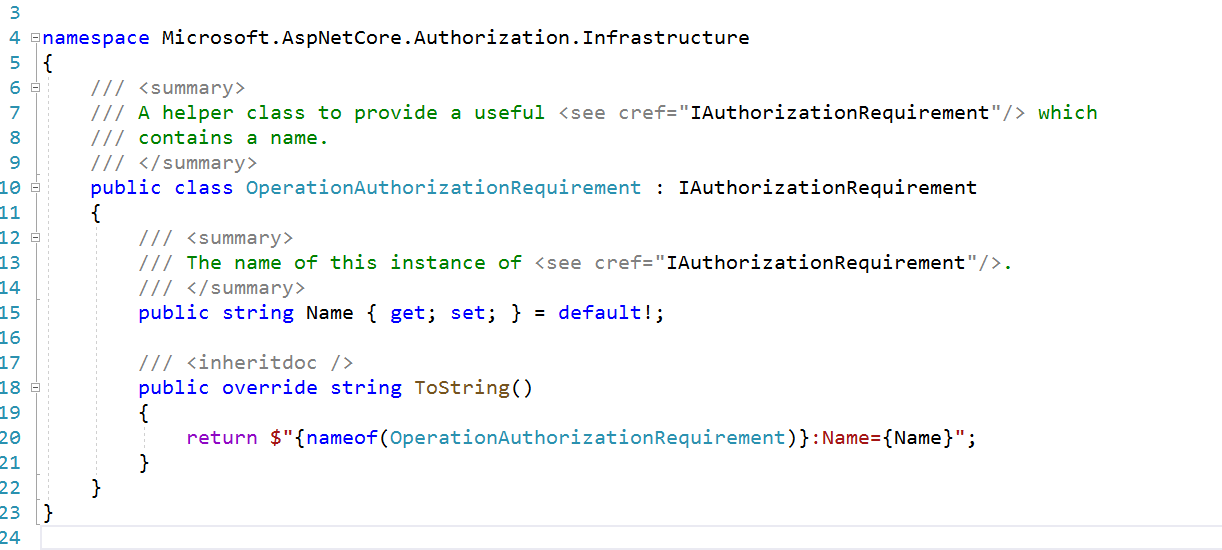 3
4 namespace Microsoft.AspNetCore.Authorization.Infrastructure
5 {
6 /// <summary>
7 /// A helper class to provide a useful <see cref="IAuthorizationRequirement"/> which
8 /// contains a name.
9 /// </summary>
10 public class OperationAuthorizationRequirement : IAuthorizationRequirement
11 {
12 /// <summary>
13 /// The name of this instance of <see cref="IAuthorizationRequirement"/>.
14 /// </summary>
15 public string Name { get; set; } = default!;
16
17 /// <inheritdoc />
18 public override string ToString()
19 {
20 return $"{nameof(OperationAuthorizationRequirement)}:Name={Name}";
21 }
22 }
23 }
24